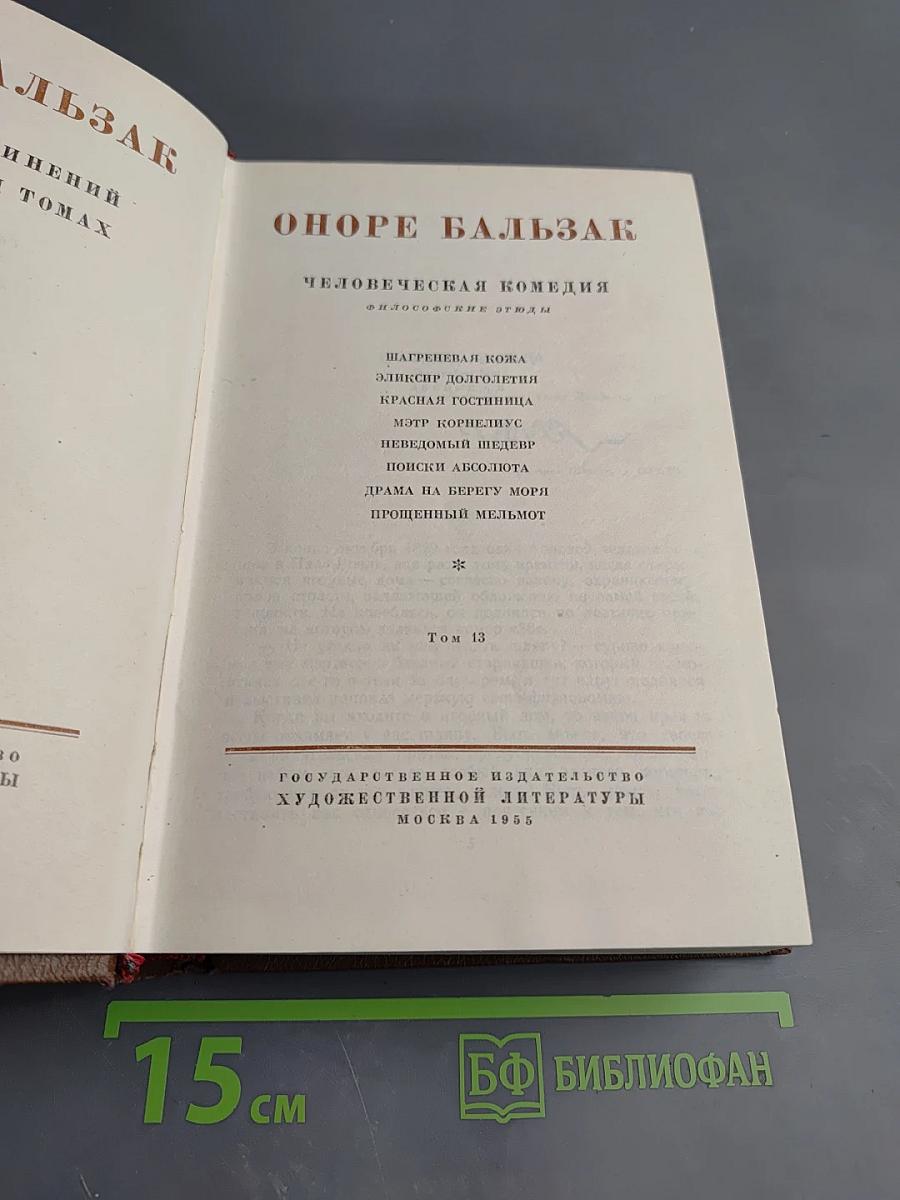 АЛЬЗАК
ИНЕНИЙ
ТОМАХ
ОНОРЕ БАЛЬЗАК
ЧЕЛОВЕЧЕСКАЯ КОМЕДИЯ
ФИЛОСОФСКИЕ ЭТЮДЫ
ШАГРЕНЕВАЯ КОЖА
ЭЛИКСИР ДОЛГОЛЕТИЯ
КРАСНАЯ ГОСТИНИЦА
МЭТР КОРНЕЛИУС
НЕВЕДОМЫЙ ШЕДЕВР
ПОИСКИ АБСОЛЮТА
ДРАМА НА БЕРЕГУ МОРЯ
ПРОЩЕННЫЙ МЕЛЬМОТ
*
Том 13
ГОСУДАРСТВЕННОЕ ИЗДАТЕЛЬСТВО
ХУДОЖЕСТВЕННОЙ ЛИТЕРАТУРЫ
МОСКВА 1955
15 см
БФ БИБЛИОФАН